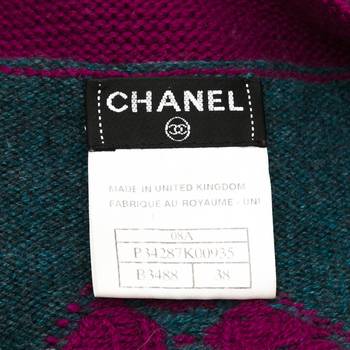 CHANEL
MADE IN UNITED KINGDOM
FABRIQUE AU ROYAUME - UNI
08A
P34287K00935
B3488 38